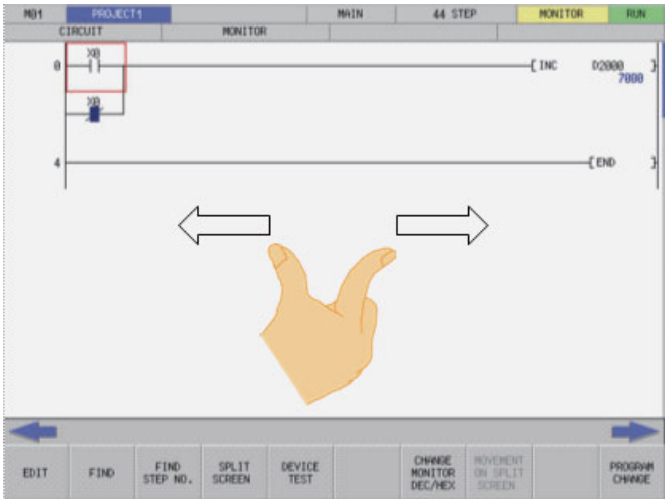 M01 PROJECT1 MAIN 44 STEP MONITOR RUN
CIRCUIT MONITOR
X0
0 INC D2000
7080
X0
4 END
EDIT FIND FIND STEP NO. SPLIT SCREEN DEVICE TEST CHANGE MONITOR DEC/HEX MOVEMENT ON SPLIT SCREEN PROGRAM CHANGE